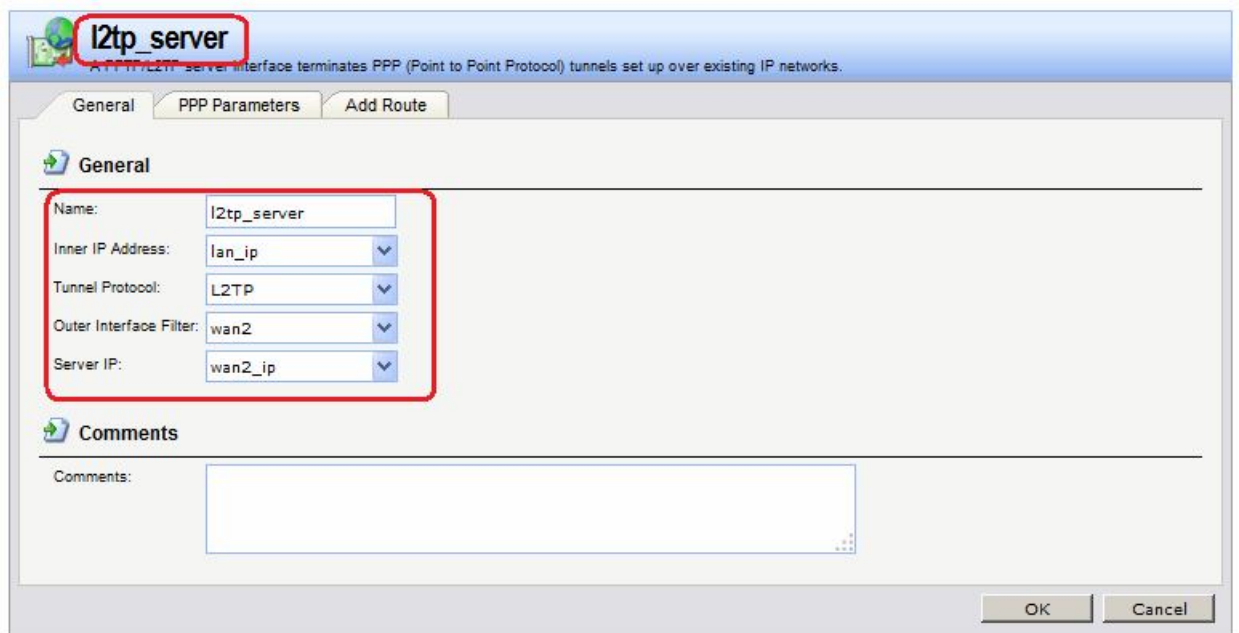 l2tp_server
A PPTP/L2TP server interface terminates PPP (Point to Point Protocol) tunnels set up over existing IP networks.
General PPP Parameters Add Route
General
Name: l2tp_server
Inner IP Address: lan_ip
Tunnel Protocol: L2TP
Outer Interface Filter: wan2
Server IP: wan2_ip
Comments
Comments:
OK Cancel